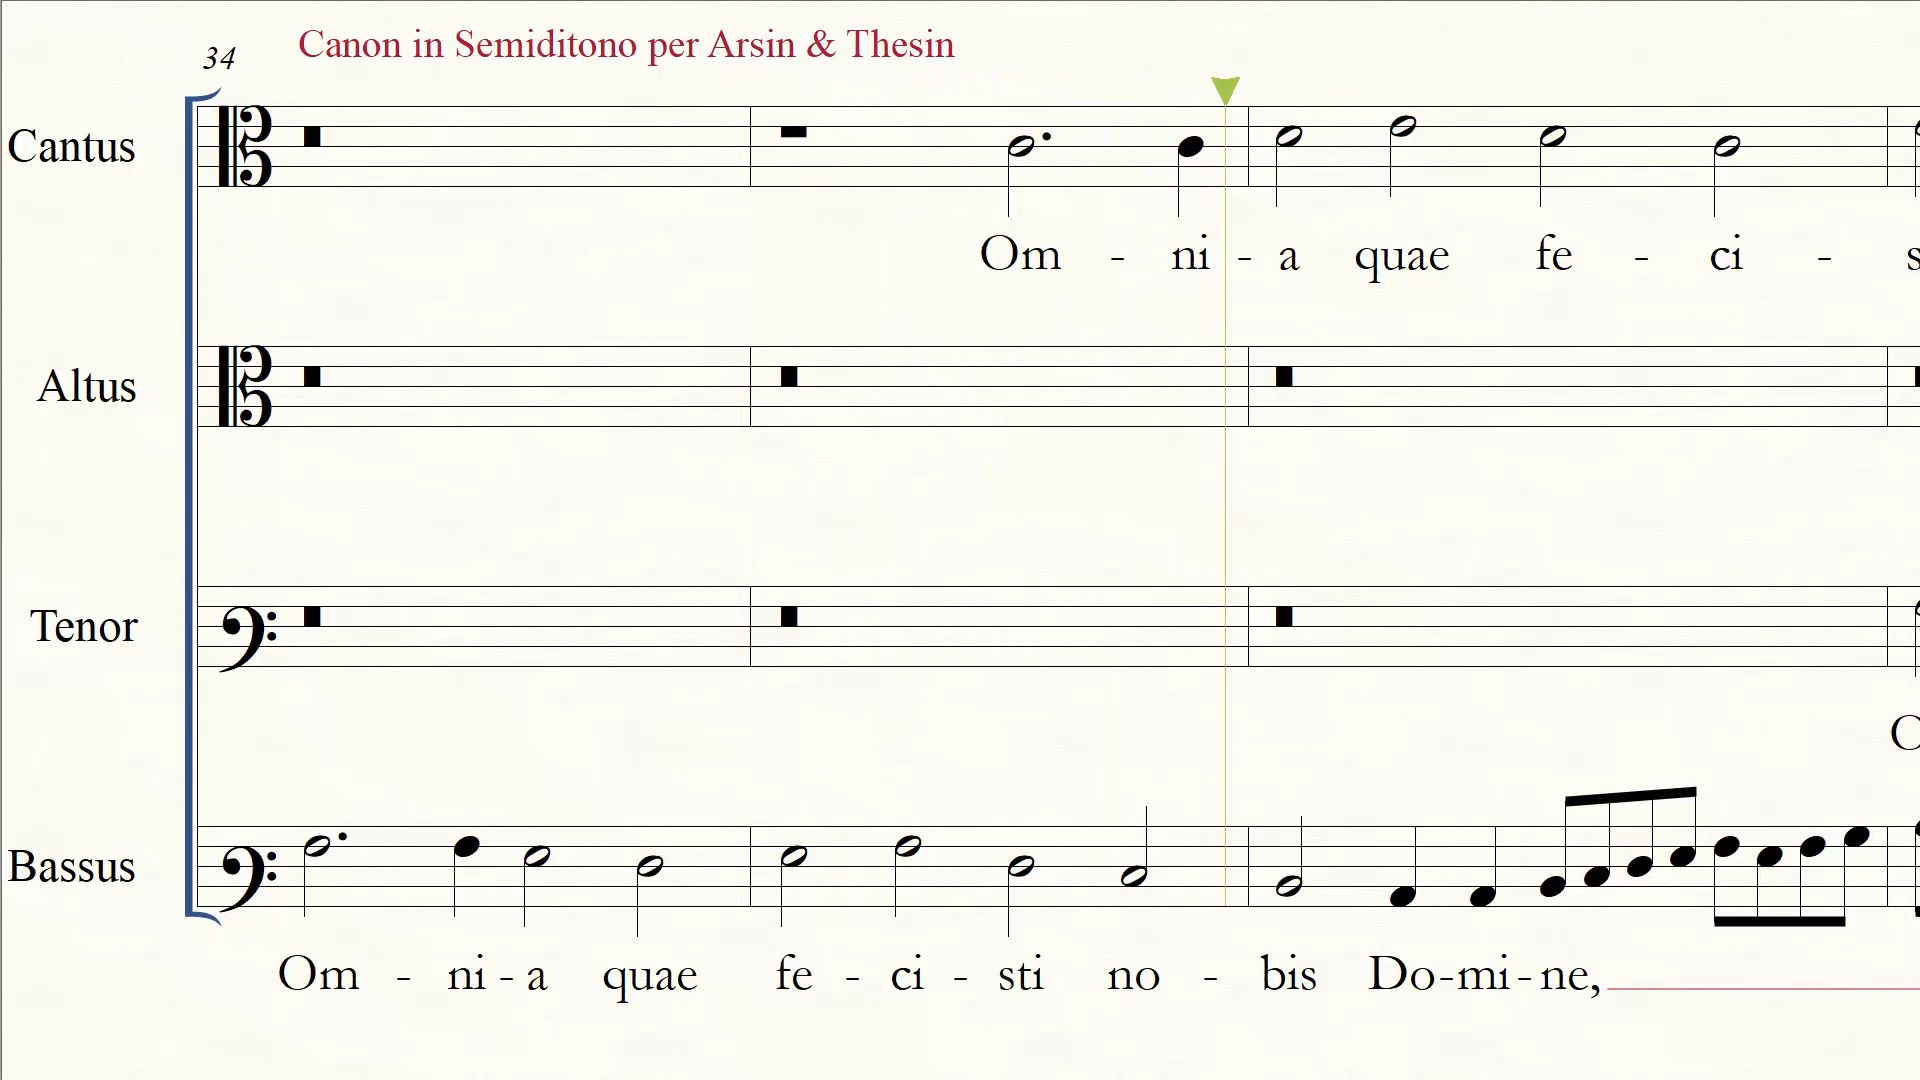 34
Canon in Semiditono per Arsin & Thesin
Cantus
Om - ni - a quae fe - ci -
Altus
Tenor
Bassus
Om - ni - a quae fe - ci - sti no - bis Do-mi-ne,